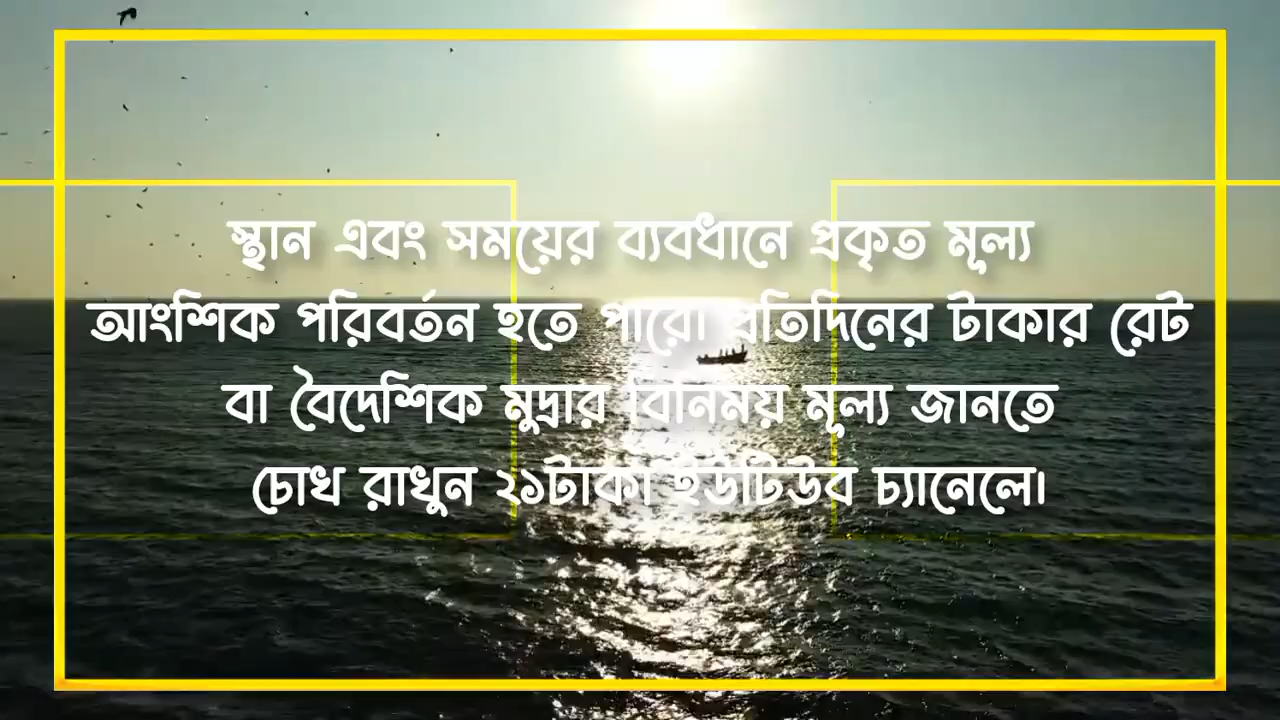 স্থান এবং সময়ের ব্যবধানে প্রকৃত মূল্য
আংশিক পরিবর্তন হতে পারে। প্রতিদিনের টাকার রেট
বা বৈদেশিক মুদ্রার বিনিময় মূল্য জানতে
চোখ রাখুন ২১টাকা ইউটিউব চ্যানেলে।